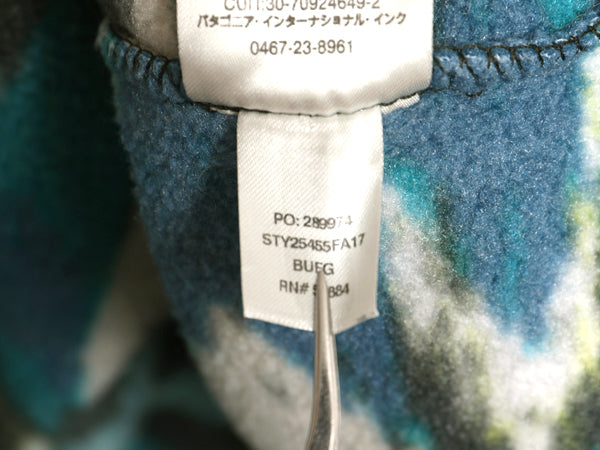 CUIT:30-70924649-2
パタゴニア・インターナショナル・インク
0467-23-8961
PO: 289974
STY25455FA17
BUFG
RN#